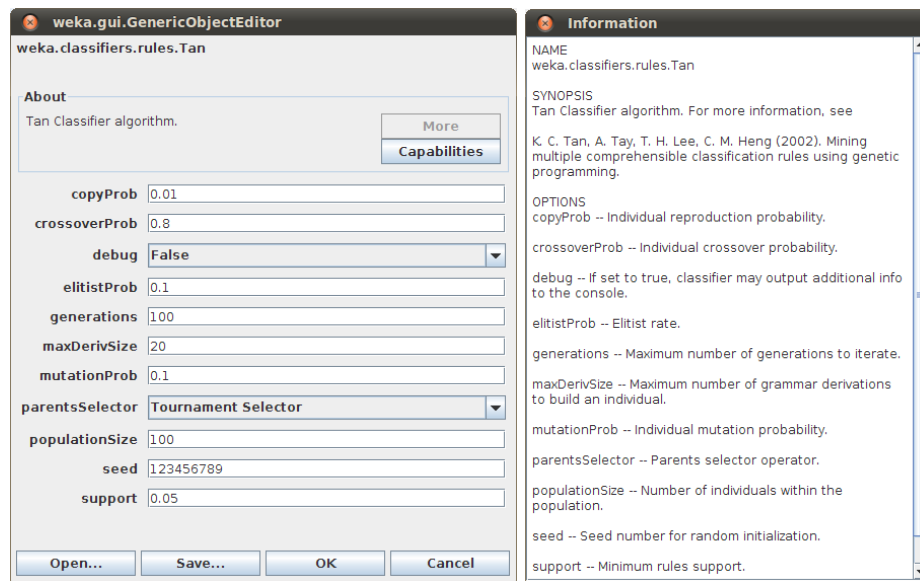 weka.gui.GenericObjectEditor
weka.classifiers.rules.Tan
About
Tan Classifier algorithm.
More
Capabilities
copyProb 0.01
crossoverProb 0.8
debug False
elitistProb 0.1
generations 100
maxDerivSize 20
mutationProb 0.1
parentsSelector Tournament Selector
populationSize 100
seed 123456789
support 0.05
Open... Save... OK Cancel
Information
NAME
weka.classifiers.rules.Tan
SYNOPSIS
Tan Classifier algorithm. For more information, see
K. C. Tan, A. Tay, T. H. Lee, C. M. Heng (2002). Mining
multiple comprehensible classification rules using genetic
programming.
OPTIONS
copyProb -- Individual reproduction probability.
crossoverProb -- Individual crossover probability.
debug -- If set to true, classifier may output additional info
to the console.
elitistProb -- Elitist rate.
generations -- Maximum number of generations to iterate.
maxDerivSize -- Maximum number of grammar derivations
to build an individual.
mutationProb -- Individual mutation probability.
parentsSelector -- Parents selector operator.
populationSize -- Number of individuals within the
population.
seed -- Seed number for random initialization.
support -- Minimum rules support.